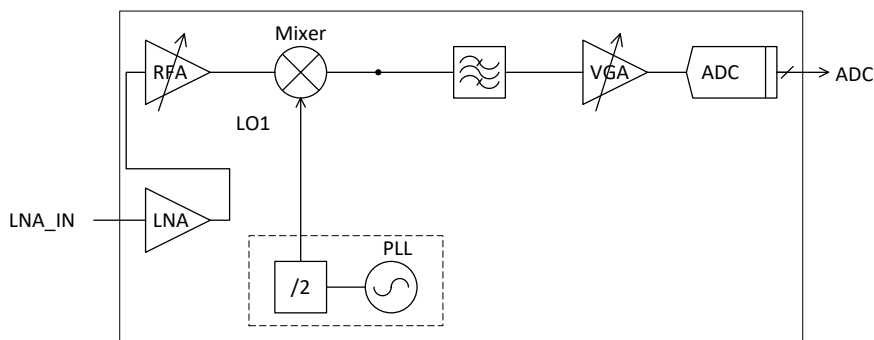 Mixer
RFA
VGA
ADC
ADC
LO1
LNA_IN
LNA
PLL
/2